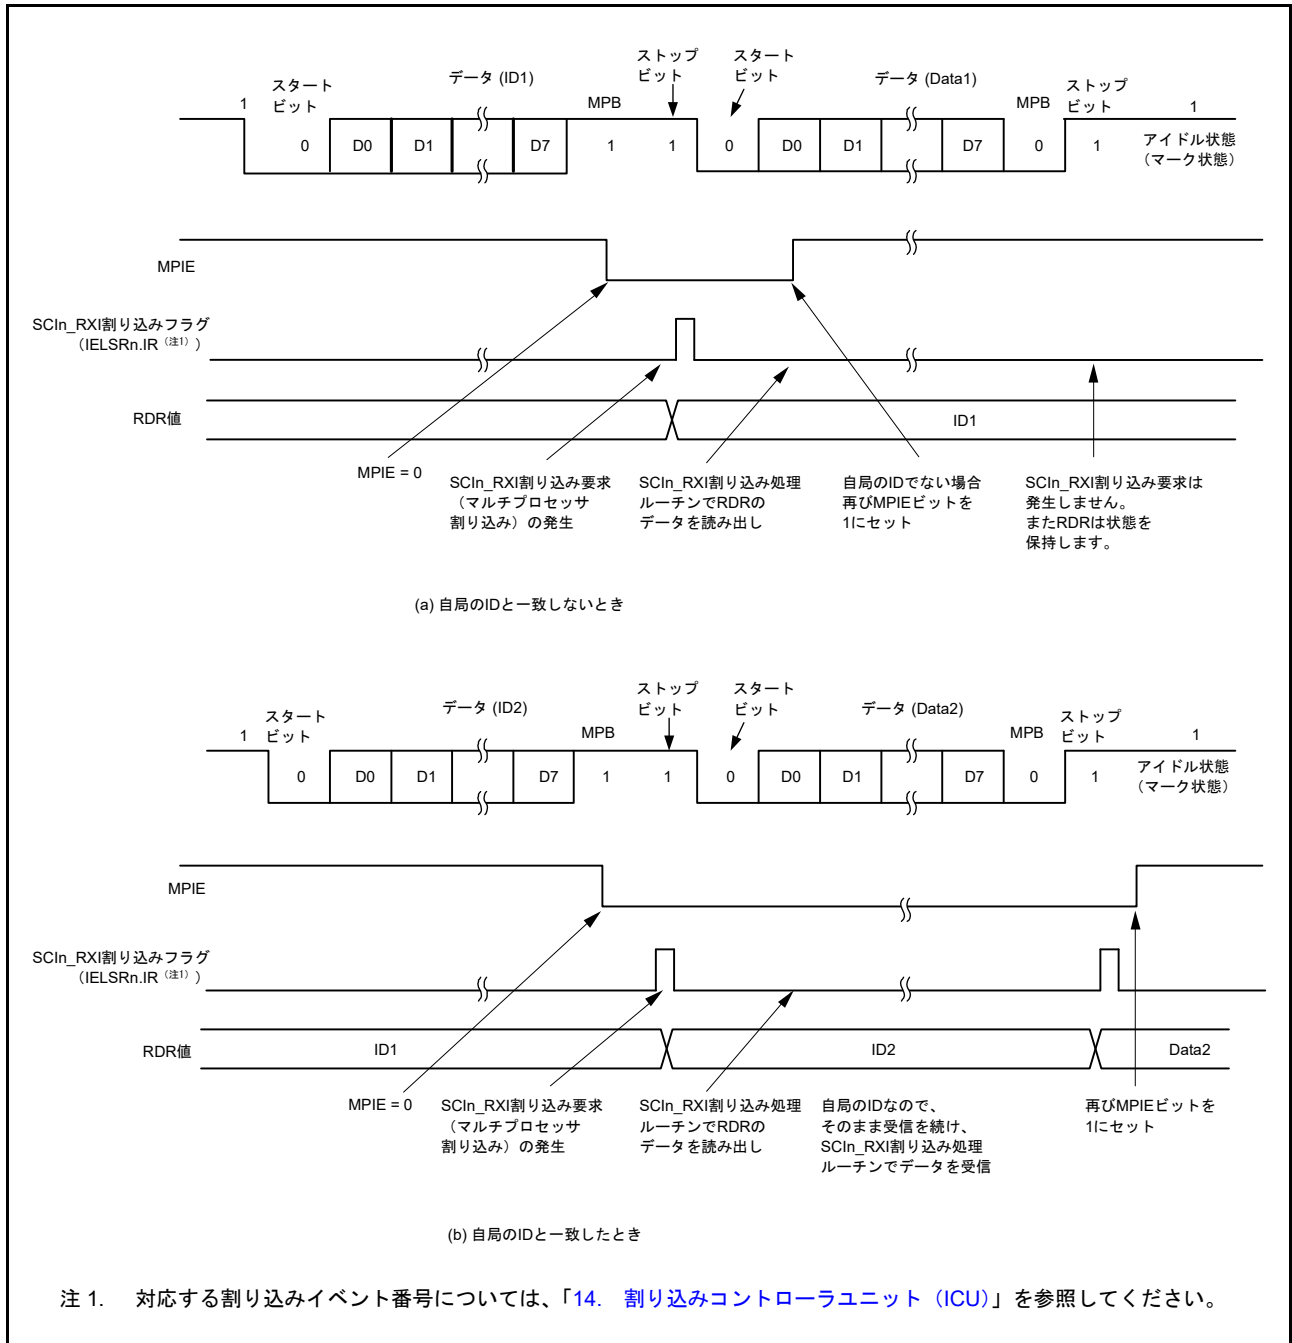 スタート
ビット
データ (ID1)
MPB
ストップ
ビット
スタート
ビット
データ (Data1)
MPB
ストップ
ビット
1
1
0
D0
D1
D7
1
1
0
D0
D1
D7
0
1
アイドル状態
(マーク状態)
MPIE
SCIn_RXI割り込みフラグ
(IELSRn.IR (注1) )
RDR値
ID1
MPIE = 0
SCIn_RXI割り込み要求
(マルチプロセッサ
割り込み) の発生
SCIn_RXI割り込み処理
ルーチンでRDRの
データを読み出し
自局のIDでない場合
再びMPIEビットを
1にセット
SCIn_RXI割り込み要求は
発生しません。
またRDRは状態を
保持します。
(a) 自局のIDと一致しないとき
スタート
ビット
データ (ID2)
MPB
ストップ
ビット
スタート
ビット
データ (Data2)
MPB
ストップ
ビット
1
1
0
D0
D1
D7
1
1
0
D0
D1
D7
0
1
アイドル状態
(マーク状態)
MPIE
SCIn_RXI割り込みフラグ
(IELSRn.IR (注1) )
RDR値
ID1
ID2
Data2
MPIE = 0
SCIn_RXI割り込み要求
(マルチプロセッサ
割り込み) の発生
SCIn_RXI割り込み処理
ルーチンでRDRの
データを読み出し
自局のIDなので、
そのまま受信を続け、
SCIn_RXI割り込み処理
ルーチンでデータを受信
再びMPIEビットを
1にセット
(b) 自局のIDと一致したとき
注 1. 対応する割り込みイベント番号については、「14. 割り込みコントローラユニット (ICU)」を参照してください。